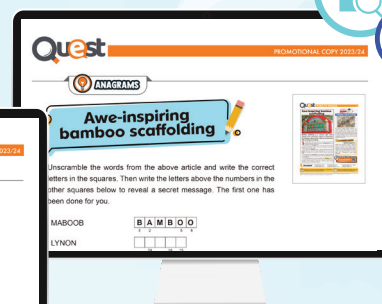 Quest
PROMOTIONAL COPY 2023/24
023/24
ANAGRAMS
Awe-inspiring
bamboo scaffolding
Unscramble the words from the above article and write the correct
letters in the squares. Then write the letters above the numbers in the
other squares below to reveal a secret message. The first one has
been done for you.
MABOOB
B A M B O O
LYNON